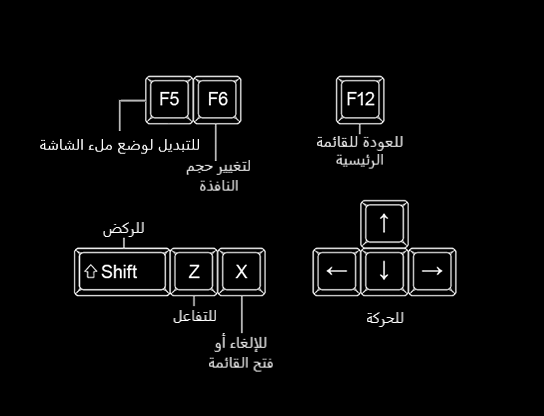 F5 F6 F12
للتبديل لوضع ملء الشاشة
لتغيير حجم
النافذة
للعودة للقائمة
الرئيسية
للركض
⇧ Shift Z X
↑
← ↓ →
للتفاعل
للإلغاء أو
فتح القائمة
للحركة